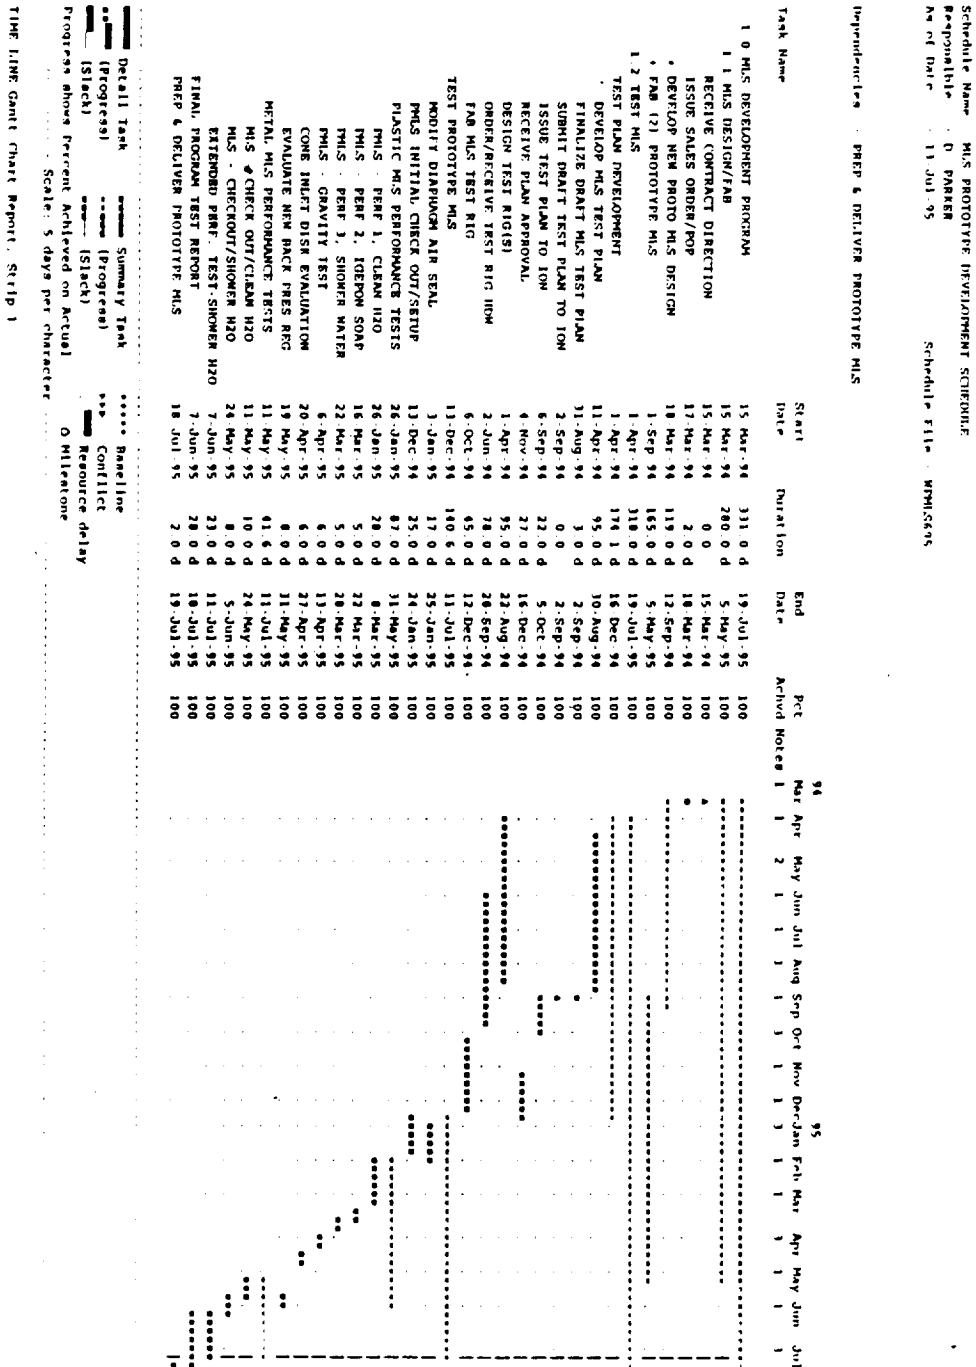 Schedule Name : MLS PROTOTYPE DEVELOPMENT SCHEDULE
Responsible : D PARKER
As of Date : 11 Jul-95 Schedule File : WPMLS695
Dependencies : PREP & DELIVER PROTOTYPE MLS
94 95
Start Duration End Pct
Task Name Date Date Achvd Notes Mar Apr May Jun Jul Aug Sep Oct Nov Dec Jan Feb Mar Apr May Jun Jul
1 0 MLS DEVELOPMENT PROGRAM 15 Mar-94 331.0 d 19-Jul-95 100
1 1 MLS DESIGN/FAB 15 Mar 94 280.0 d 5-May-95 100
RECEIVE CONTRACT DIRECTION 15-Mar-94 0.0 15-Mar-94 100
ISSUE SALES ORDER/POP 17-Mar-94 2.0 d 18-Mar-94 100
* DEVELOP NEW PROTO MLS DESIGN 18 Mar 94 119.0 d 12-Sep-94 100
* FAB (2) PROTOTYPE MLS 1-Sep 94 165.0 d 5-May-95 100
1.2 TEST MLS 1-Apr-94 318.0 d 19-Jul-95 100
TEST PLAN DEVELOPMENT 1-Apr-94 174.1 d 16-Dec-94 100
* DEVELOP MLS TEST PLAN 11-Apr-94 95.0 d 30-Aug-94 100
FINALIZE DRAFT MLS TEST PLAN 31-Aug-94 3.0 d 2-Sep-94 100
SUBMIT DRAFT TEST PLAN TO ION 2-Sep-94 0.0 2-Sep-94 100
ISSUE TEST PLAN TO ION 6-Sep-94 22.0 d 5-Oct-94 100
RECEIVE PLAN APPROVAL 4-Nov-94 27.0 d 16-Dec-94 100
DESIGN TEST RIG(S) 1-Apr-94 95.0 d 22-Aug-94 100
ORDER/RECEIVE TEST RIG HDW 2-Jun-94 78.0 d 28-Sep-94 100
FAB MLS TEST RIG 6-Oct-94 45.0 d 12-Dec-94 100
TEST PROTOTYPE MLS 13-Dec-94 140.6 d 11-Jul-95 100
MODIFY DIAPHAGM AIR SEAL 3-Jan-95 17.0 d 25-Jan-95 100
PMLS INITIAL CHECK OUT/SETUP 13-Dec-94 25.0 d 24-Jan-95 100
PLASTIC MLS PERFORMANCE TESTS 26-Jan-95 87.0 d 31-May-95 100
PMLS - PERF 1, CLEAN H2O 26-Jan-95 28.0 d 8-Mar-95 100
PMLS - PERF 2, IGEPON SOAP 16 Mar 95 5.0 d 22-Mar-95 100
PMLS - PERF 3, SHOWER WATER 22-Mar-95 5.0 d 28-Mar-95 100
PMLS - GRAVITY TEST 6-Apr-95 6.0 d 13-Apr-95 100
CONE INLET DISK EVALUATION 20-Apr-95 6.0 d 27-Apr-95 100
EVALUATE NEW BACK PRES REG 19 May 95 8.0 d 31-May-95 100
METAL MLS PERFORMANCE TESTS 11 May 95 41.6 d 11-Jul-95 100
MLS @ CHECK OUT/CLEAN H2O 11 May 95 10.0 d 24-May-95 100
MLS - CHECKOUT/SHOWER H2O 24-May-95 8.0 d 5-Jun-95 100
EXTENDED PERF. TEST-SHOWER H2O 7-Jun-95 23.0 d 11-Jul-95 100
FINAL PROGRAM TEST REPORT 7-Jun-95 28.0 d 18-Jul-95 100
PREP & DELIVER PROTOTYPE MLS 18 Jul 95 2.0 d 19-Jul-95 100
Detail Task Summary Task Baseline
(Progress) (Progress) Conflict
(Slack) (Slack) Resource delay
Progress shows Percent Achieved on Actual O Milestone
Scale: 5 days per character
TIME LINE Gantt Chart Report, Strip 1